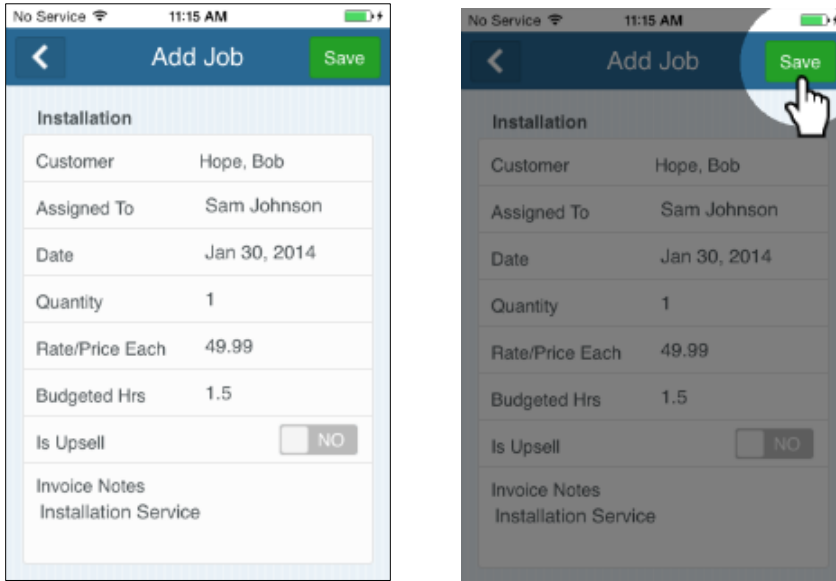 No Service 11:15 AM
Add Job Save
Installation
Customer Hope, Bob
Assigned To Sam Johnson
Date Jan 30, 2014
Quantity 1
Rate/Price Each 49.99
Budgeted Hrs 1.5
Is Upsell NO
Invoice Notes
Installation Service
No Service 11:15 AM
Add Job Save
Installation
Customer Hope, Bob
Assigned To Sam Johnson
Date Jan 30, 2014
Quantity 1
Rate/Price Each 49.99
Budgeted Hrs 1.5
Is Upsell NO
Invoice Notes
Installation Service